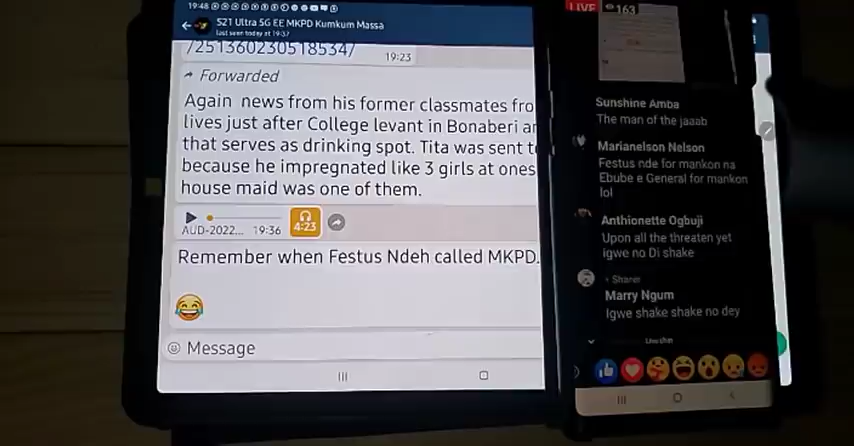 19:48
S21 Ultra 5G EE MKPD Kumkum Massa
last seen today at 19:37
/251360230518534/
19:23
Forwarded
Again news from his former classmates fro
lives just after College levant in Bonaberi ar
that serves as drinking spot. Tita was sent t
because he impregnated like 3 girls at ones
house maid was one of them.
AUD-2022... 19:36
4:23
Remember when Festus Ndeh called MKPD.
Message
LIVE 163
Sunshine Amba
The man of the jaaab
Marianelson Nelson
Festus nde for mankon na
Ebube e General for mankon
lol
Anthionette Ogbuji
Upon all the threaten yet
igwe no Di shake
Sharer
Marry Ngum
Igwe shake shake no dey
Live chat